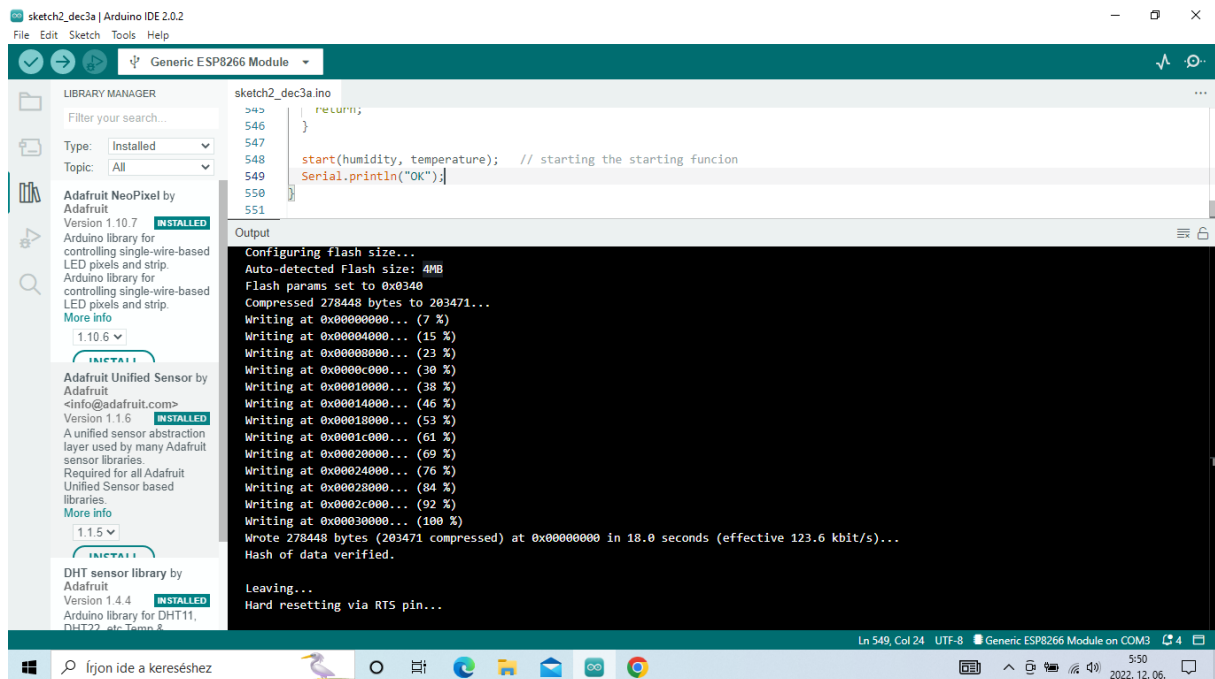 sketch2_dec3a | Arduino IDE 2.0.2
File Edit Sketch Tools Help
Generic ESP8266 Module
LIBRARY MANAGER
Filter your search...
Type: Installed
Topic: All
Adafruit NeoPixel by
Adafruit
Version 1.10.7 INSTALLED
Arduino library for
controlling single-wire-based
LED pixels and strip.
Arduino library for
controlling single-wire-based
LED pixels and strip.
More info
1.10.6
INSTALL
Adafruit Unified Sensor by
Adafruit
<info@adafruit.com>
Version 1.1.6 INSTALLED
A unified sensor abstraction
layer used by many Adafruit
sensor libraries.
Required for all Adafruit
Unified Sensor based
libraries.
More info
1.1.5
INSTALL
DHT sensor library by
Adafruit
Version 1.4.4 INSTALLED
Arduino library for DHT11,
DHT22, etc Temp &
sketch2_dec3a.ino
545 return;
546 }
547
548 start(humidity, temperature); // starting the starting funcion
549 Serial.println("OK");
550 }
551
Output
Configuring flash size...
Auto-detected Flash size: 4MB
Flash params set to 0x0340
Compressed 278448 bytes to 203471...
Writing at 0x00000000... (7 %)
Writing at 0x00004000... (15 %)
Writing at 0x00008000... (23 %)
Writing at 0x0000c000... (30 %)
Writing at 0x00010000... (38 %)
Writing at 0x00014000... (46 %)
Writing at 0x00018000... (53 %)
Writing at 0x0001c000... (61 %)
Writing at 0x00020000... (69 %)
Writing at 0x00024000... (76 %)
Writing at 0x00028000... (84 %)
Writing at 0x0002c000... (92 %)
Writing at 0x00030000... (100 %)
Wrote 278448 bytes (203471 compressed) at 0x00000000 in 18.0 seconds (effective 123.6 kbit/s)...
Hash of data verified.
Leaving...
Hard resetting via RTS pin...
Ln 549, Col 24 UTF-8 Generic ESP8266 Module on COM3 4
Írjon ide a kereséshez
5:50
2022. 12. 06.